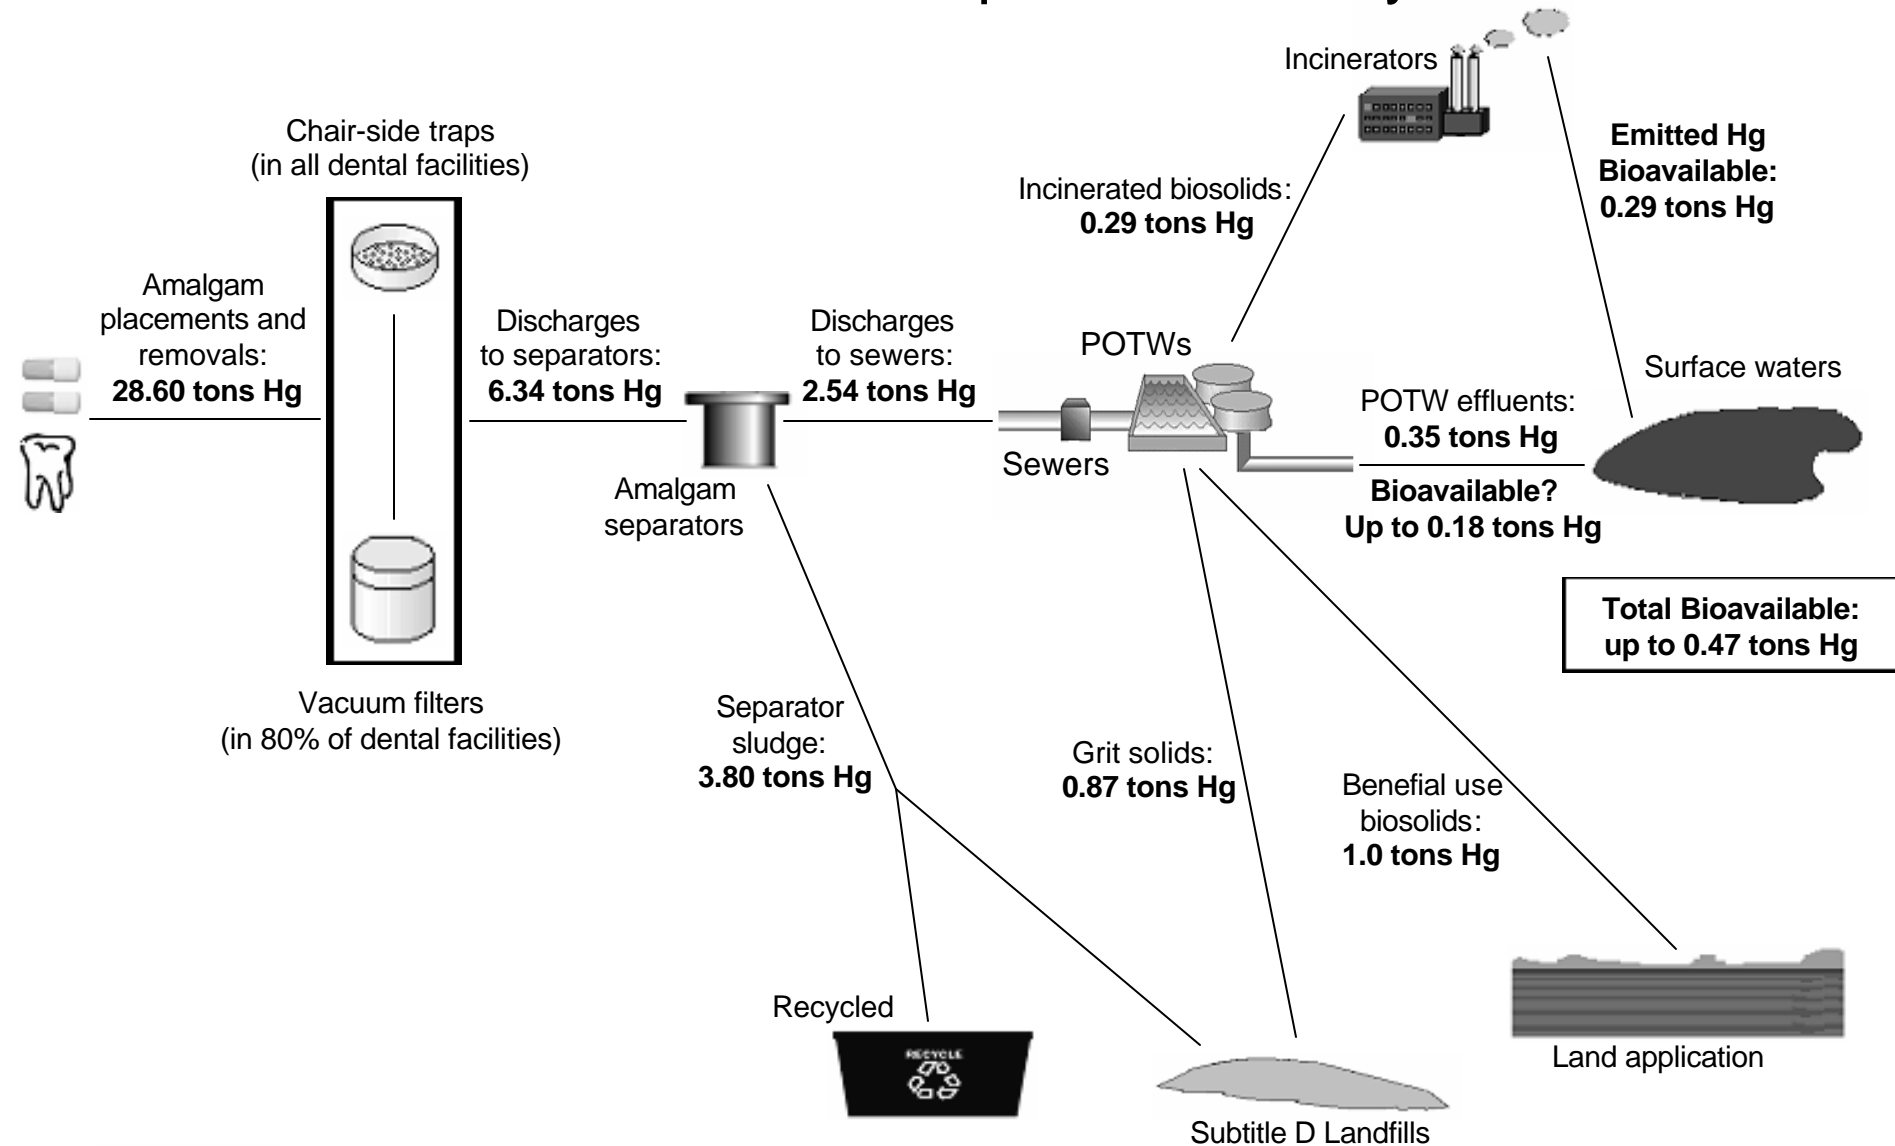 Incinerators
Chair-side traps
(in all dental facilities)
Emitted Hg
Bioavailable:
0.29 tons Hg
Incinerated biosolids:
0.29 tons Hg
Amalgam
placements and
removals:
28.60 tons Hg
Discharges
to separators:
6.34 tons Hg
Discharges
to sewers:
2.54 tons Hg
POTWs
Surface waters
POTW effluents:
0.35 tons Hg
Sewers
Bioavailable?
Up to 0.18 tons Hg
Amalgam
separators
Total Bioavailable:
up to 0.47 tons Hg
Vacuum filters
(in 80% of dental facilities)
Separator
sludge:
3.80 tons Hg
Grit solids:
0.87 tons Hg
Benefial use
biosolids:
1.0 tons Hg
Recycled
RECYCLE
Land application
Subtitle D Landfills